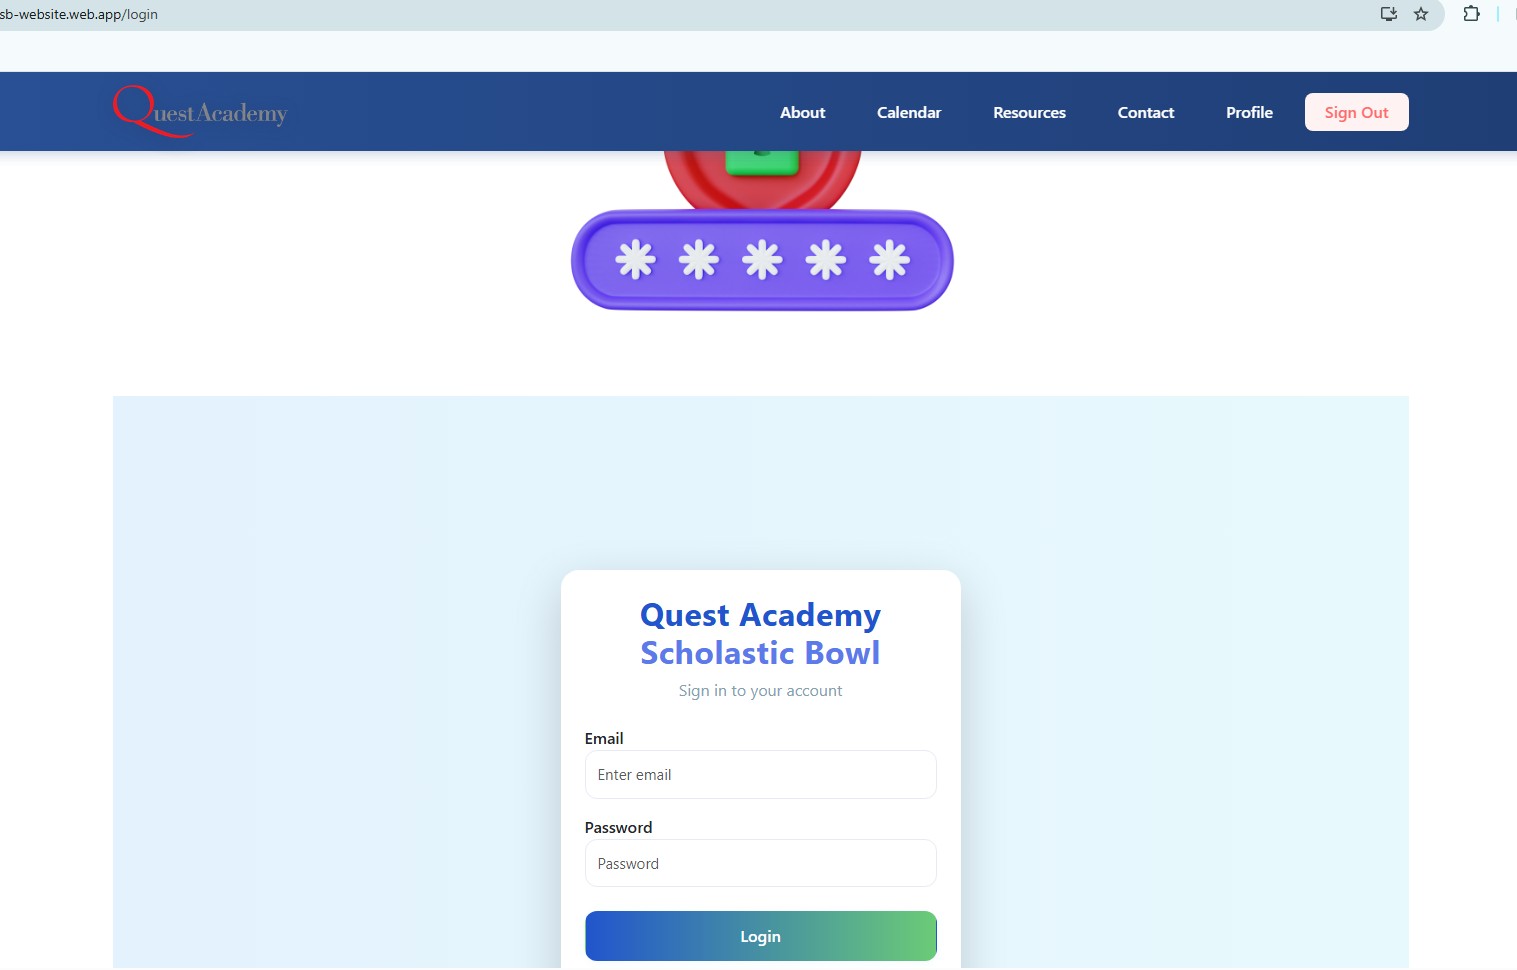 sb-website.web.app/login
QuestAcademy
About
Calendar
Resources
Contact
Profile
Sign Out
*****
Quest Academy
Scholastic Bowl
Sign in to your account
Email
Enter email
Password
Password
Login